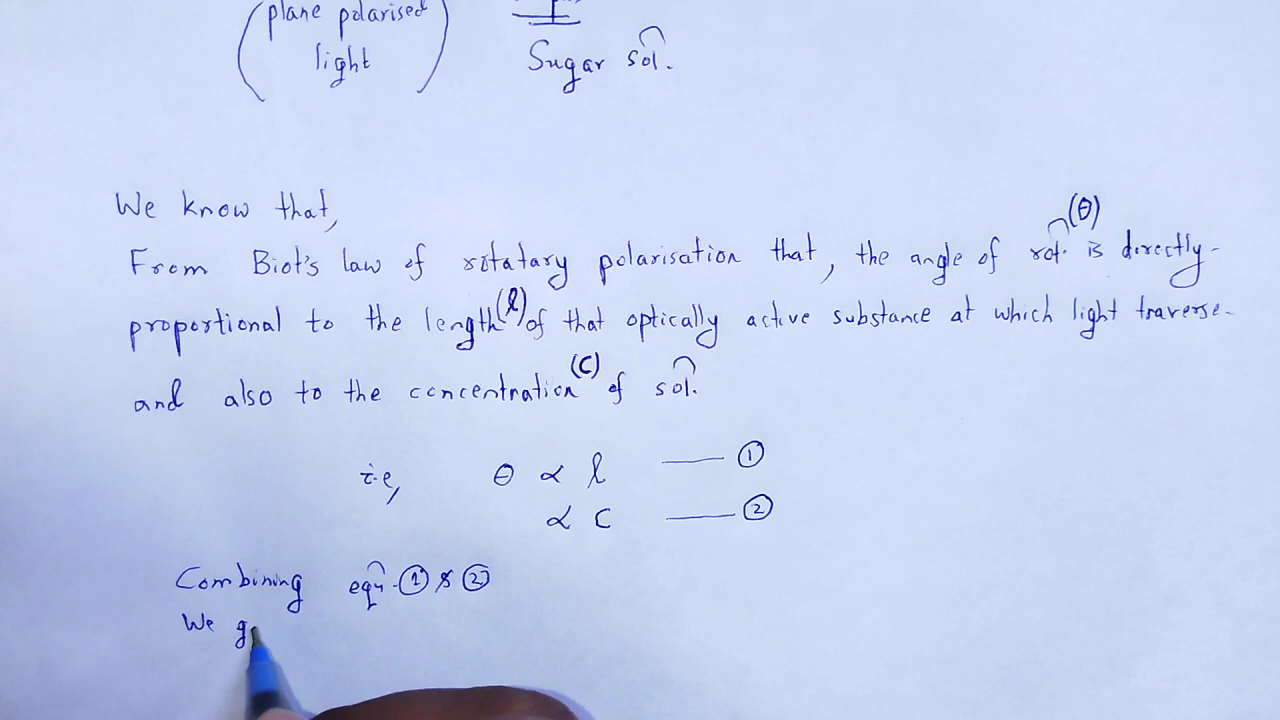 plane polarised
light
Sugar sol.
We know that,
(θ)
From Biot's law of rotatary polarisation that, the angle of rot. is directly-
(l)
proportional to the length of that optically active substance at which light traverse-
(C)
and also to the concentration of sol.
i.e, θ ∝ l —— ①
∝ C —— ②
Combining eqn. ① & ②
We g